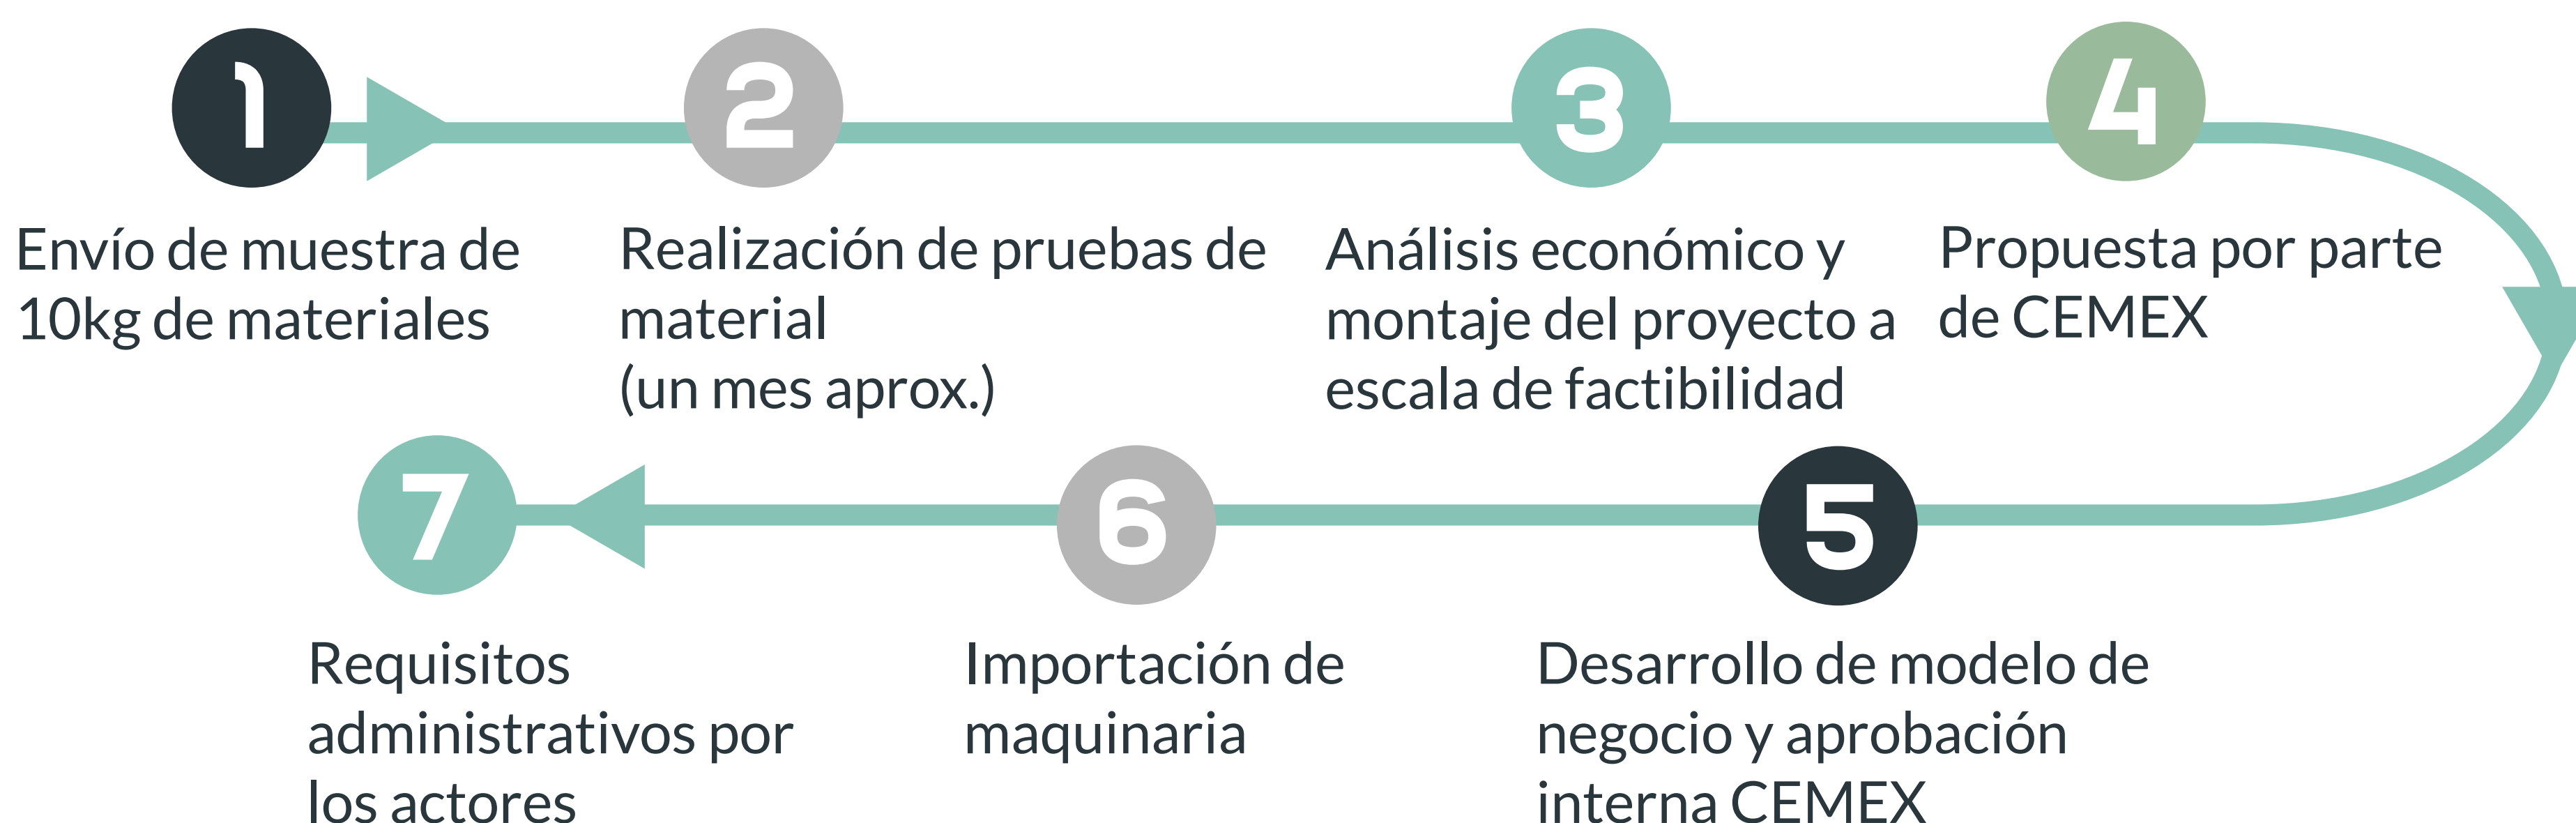 1
Envío de muestra de
10kg de materiales
2
Realización de pruebas de
material
(un mes aprox.)
3
Análisis económico y
montaje del proyecto a
escala de factibilidad
4
Propuesta por parte
de CEMEX
5
Desarrollo de modelo de
negocio y aprobación
interna CEMEX
6
Importación de
maquinaria
7
Requisitos
administrativos por
los actores